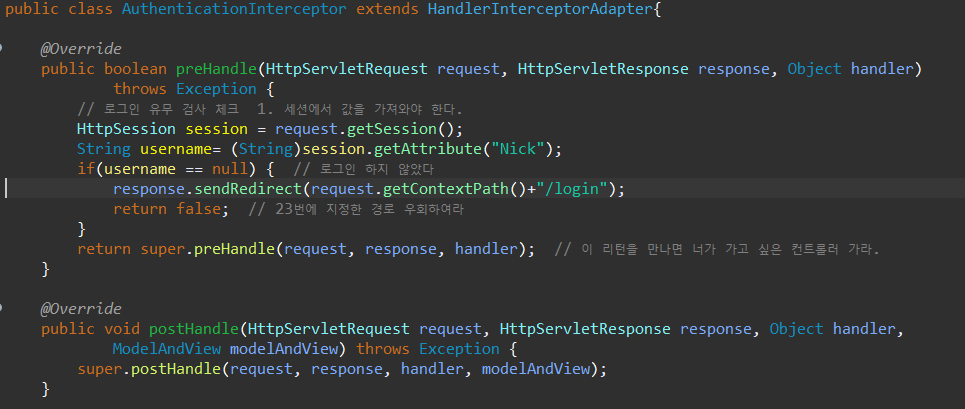 public class AuthenticationInterceptor extends HandlerInterceptorAdapter{
@Override
public boolean preHandle(HttpServletRequest request, HttpServletResponse response, Object handler)
throws Exception {
// 로그인 유무 검사 체크 1. 세션에서 값을 가져와야 한다.
HttpSession session = request.getSession();
String username= (String)session.getAttribute("Nick");
if(username == null) { // 로그인 하지 않았다
response.sendRedirect(request.getContextPath()+"/login");
return false; // 23번에 지정한 경로 우회하여라
}
return super.preHandle(request, response, handler); // 이 리턴을 만나면 너가 가고 싶은 컨트롤러 가라.
}
@Override
public void postHandle(HttpServletRequest request, HttpServletResponse response, Object handler,
ModelAndView modelAndView) throws Exception {
super.postHandle(request, response, handler, modelAndView);
}